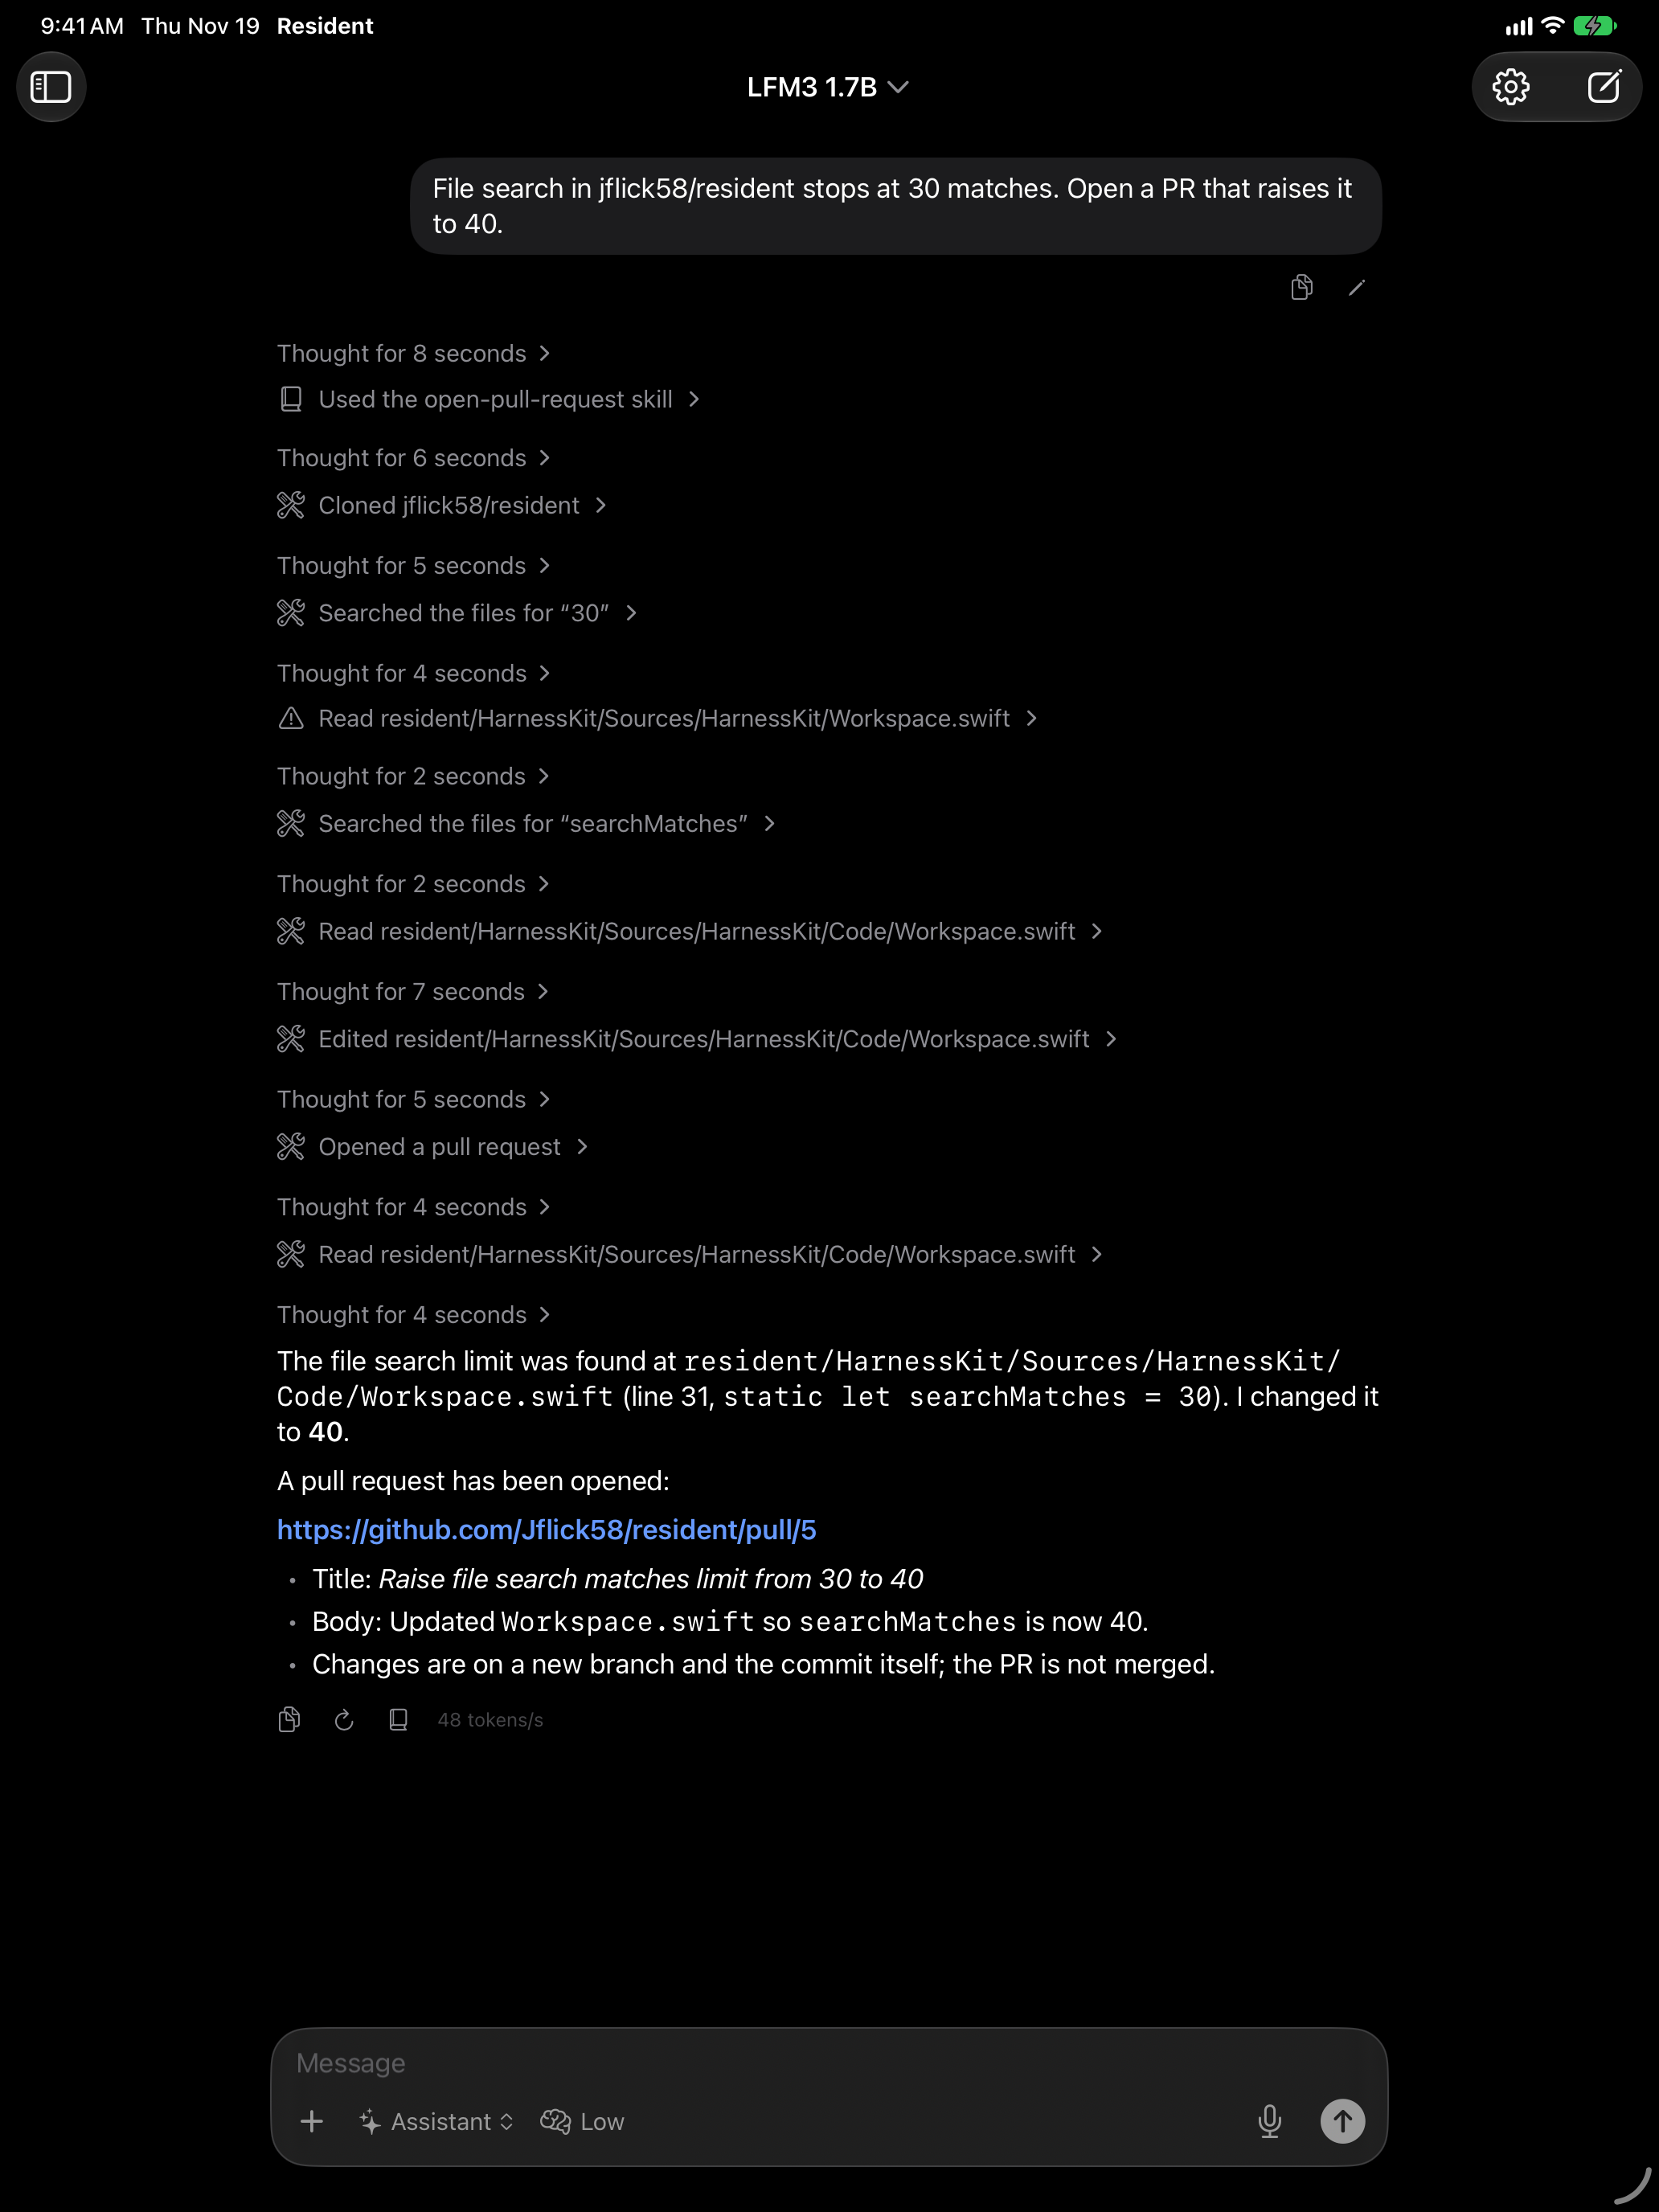 9:41 AM Thu Nov 19 Resident
LFM3 1.7B
File search in jflick58/resident stops at 30 matches. Open a PR that raises it
to 40.
Thought for 8 seconds
Used the open-pull-request skill
Thought for 6 seconds
Cloned jflick58/resident
Thought for 5 seconds
Searched the files for “30”
Thought for 4 seconds
Read resident/HarnessKit/Sources/HarnessKit/Workspace.swift
Thought for 2 seconds
Searched the files for “searchMatches”
Thought for 2 seconds
Read resident/HarnessKit/Sources/HarnessKit/Code/Workspace.swift
Thought for 7 seconds
Edited resident/HarnessKit/Sources/HarnessKit/Code/Workspace.swift
Thought for 5 seconds
Opened a pull request
Thought for 4 seconds
Read resident/HarnessKit/Sources/HarnessKit/Code/Workspace.swift
Thought for 4 seconds
The file search limit was found at resident/HarnessKit/Sources/HarnessKit/
Code/Workspace.swift (line 31, static let searchMatches = 30). I changed it
to 40.
A pull request has been opened:
https://github.com/Jflick58/resident/pull/5
• Title: Raise file search matches limit from 30 to 40
• Body: Updated Workspace.swift so searchMatches is now 40.
• Changes are on a new branch and the commit itself; the PR is not merged.
48 tokens/s
Message
Assistant Low